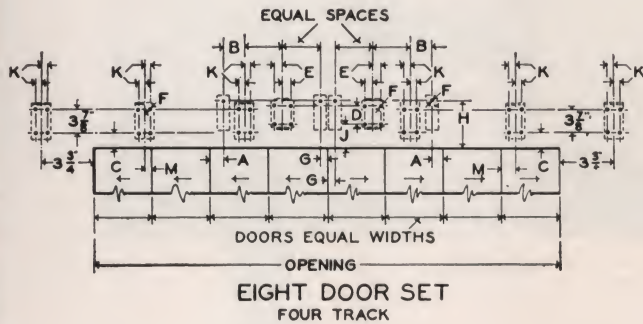 EQUAL SPACES
B B
K K K E E K K K
F F F
D
3 7/8 J H 3 7/8
3 3/4 C M A G A M C 3 3/4
G
DOORS EQUAL WIDTHS
OPENING
EIGHT DOOR SET
FOUR TRACK